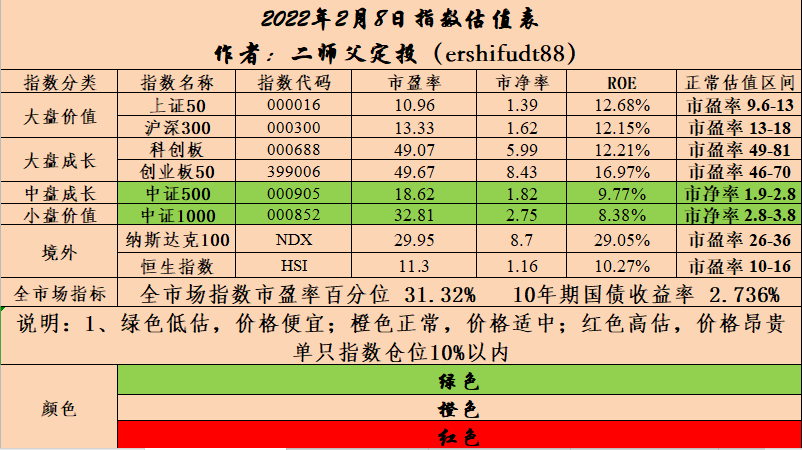 2022年2月8日指数估值表
作者：二师父定投（ershifudt88）
指数分类 指数名称 指数代码 市盈率 市净率 ROE 正常估值区间
大盘价值 上证50 000016 10.96 1.39 12.68% 市盈率 9.6-13
沪深300 000300 13.33 1.62 12.15% 市盈率 13-18
大盘成长 科创板 000688 49.07 5.99 12.21% 市盈率 49-81
创业板50 399006 49.67 8.43 16.97% 市盈率 46-70
中盘成长 中证500 000905 18.62 1.82 9.77% 市净率 1.9-2.8
小盘价值 中证1000 000852 32.81 2.75 8.38% 市净率 2.8-3.8
境外 纳斯达克100 NDX 29.95 8.7 29.05% 市盈率 26-36
恒生指数 HSI 11.3 1.16 10.27% 市盈率 10-16
全市场指标 全市场指数市盈率百分位 31.32% 10年期国债收益率 2.736%
说明：1、绿色低估，价格便宜；橙色正常，价格适中；红色高估，价格昂贵
单只指数仓位10%以内
颜色 绿色
橙色
红色